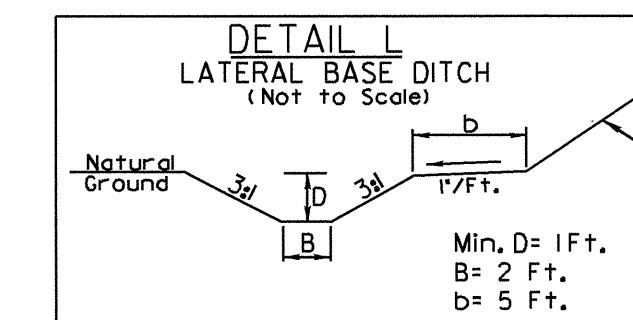 DETAIL L
LATERAL BASE DITCH
(Not to Scale)
b
Natural
Ground
3:1
D
3:1
1"/Ft.
B
Min. D= 1Ft.
B= 2 Ft.
b= 5 Ft.